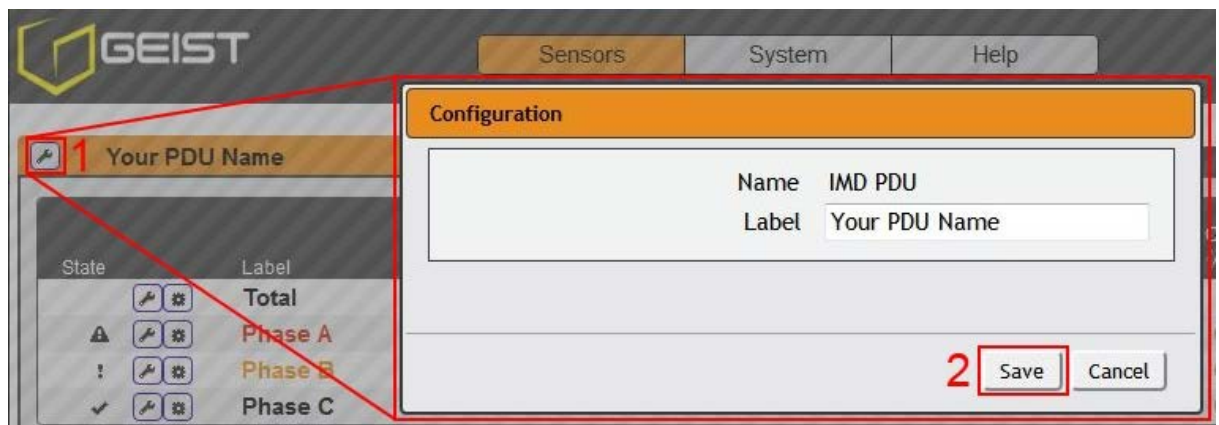 GEIST
Sensors System Help
Configuration
1 Your PDU Name
Name IMD PDU
Label Your PDU Name
State Label
Total
Phase A
Phase B
Phase C
2 Save Cancel